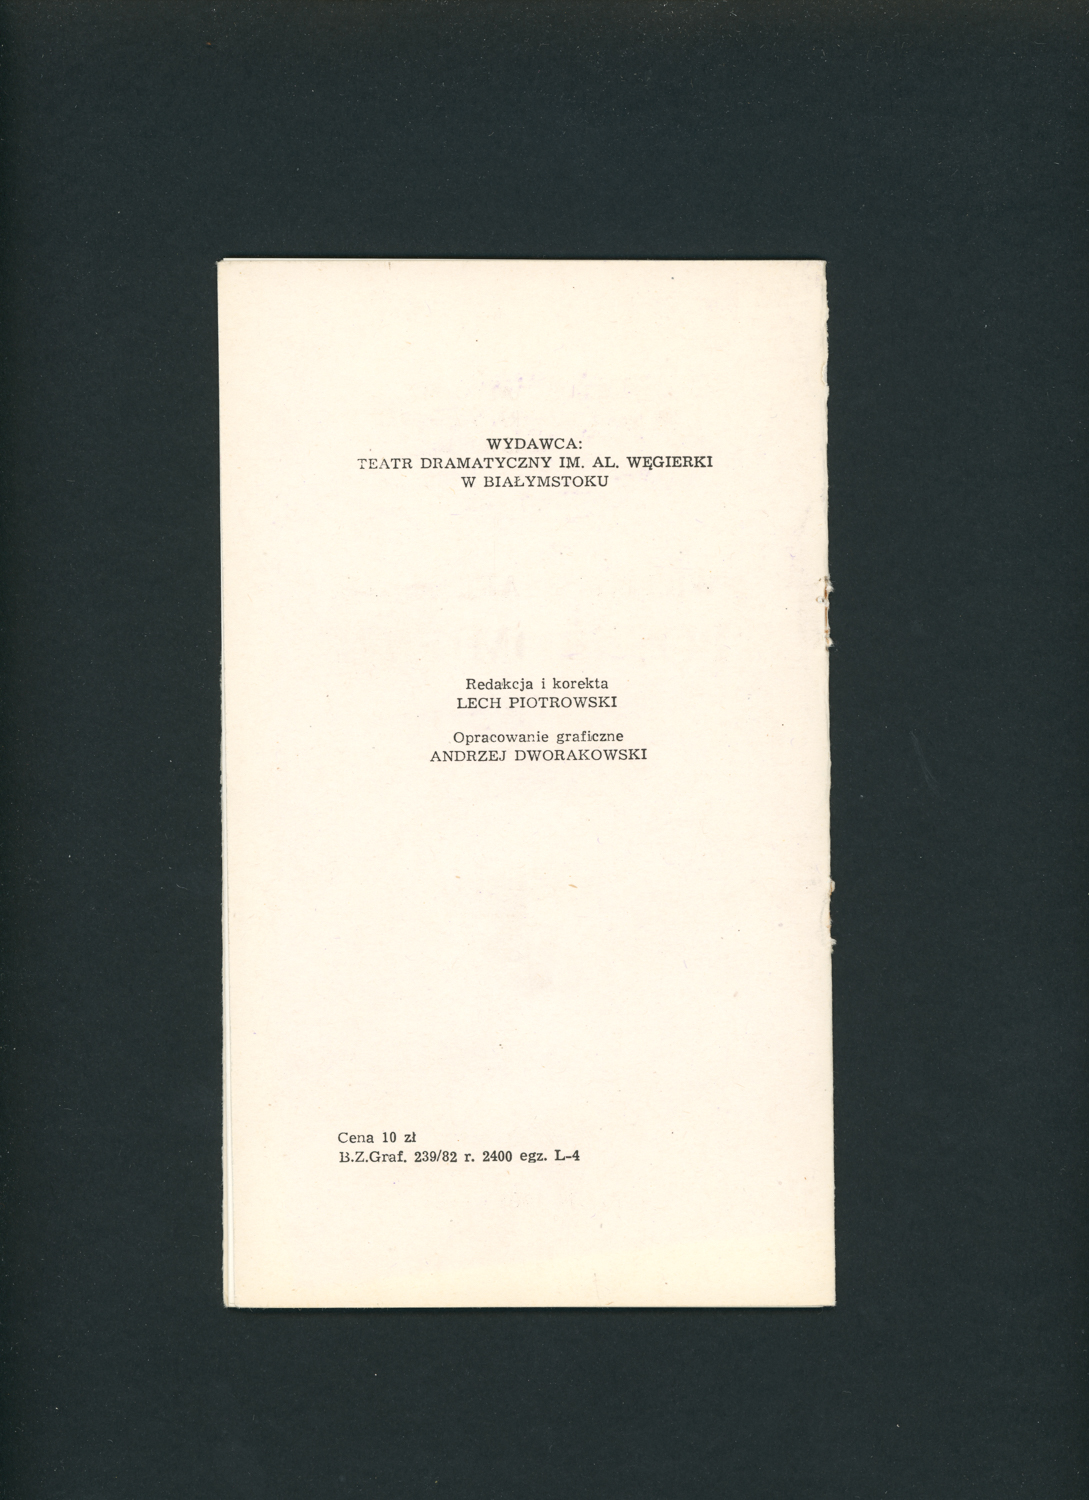 WYDAWCA:
TEATR DRAMATYCZNY IM. AL. WĘGIERKI
W BIAŁYMSTOKU
Redakcja i korekta
LECH PIOTROWSKI
Opracowanie graficzne
ANDRZEJ DWORAKOWSKI
Cena 10 zł
B.Z.Graf. 239/82 r. 2400 egz. L-4